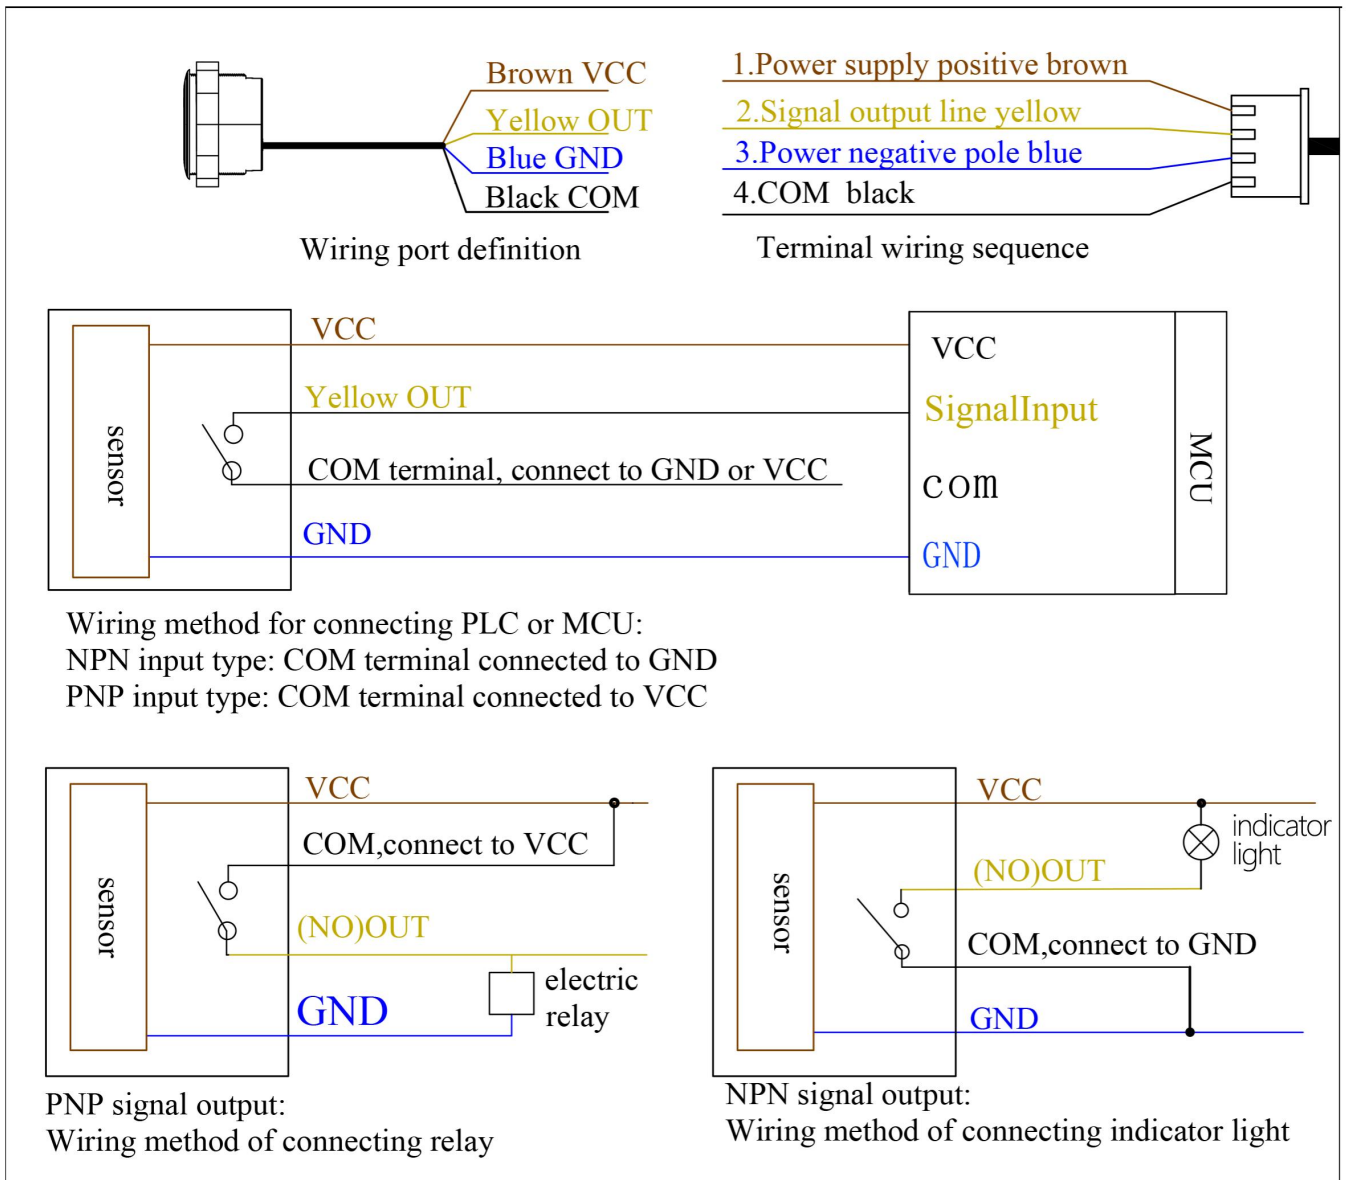 Brown VCC
Yellow OUT
Blue GND
Black COM
Wiring port definition
1.Power supply positive brown
2.Signal output line yellow
3.Power negative pole blue
4.COM black
Terminal wiring sequence
sensor
VCC
Yellow OUT
COM terminal, connect to GND or VCC
GND
VCC
SignalInput
COM
GND
MCU
Wiring method for connecting PLC or MCU:
NPN input type: COM terminal connected to GND
PNP input type: COM terminal connected to VCC
sensor
VCC
COM,connect to VCC
(NO)OUT
GND
electric
relay
PNP signal output:
Wiring method of connecting relay
sensor
VCC
indicator
light
(NO)OUT
COM,connect to GND
GND
NPN signal output:
Wiring method of connecting indicator light